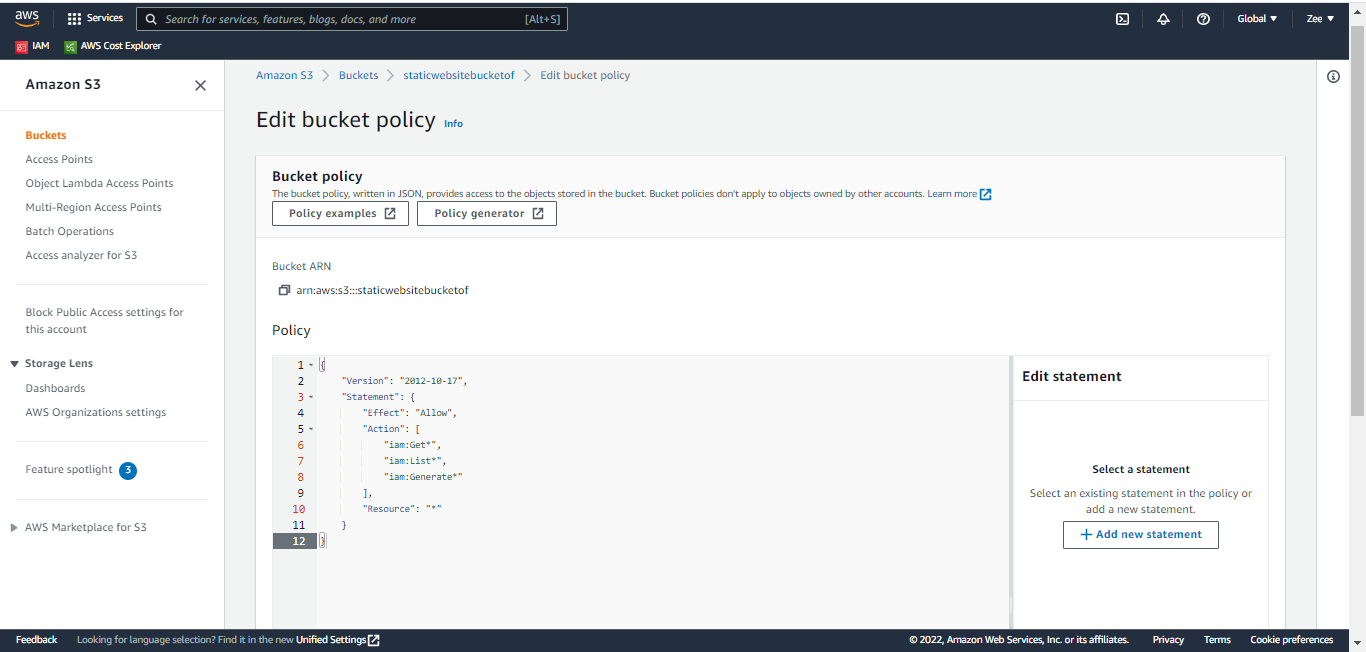 aws
Services
Search for services, features, blogs, docs, and more
[Alt+S]
Global
Zee
IAM
AWS Cost Explorer
Amazon S3
Buckets
Access Points
Object Lambda Access Points
Multi-Region Access Points
Batch Operations
Access analyzer for S3
Block Public Access settings for
this account
Storage Lens
Dashboards
AWS Organizations settings
Feature spotlight 3
AWS Marketplace for S3
Amazon S3 > Buckets > staticwebsitebucketof > Edit bucket policy
Edit bucket policy Info
Bucket policy
The bucket policy, written in JSON, provides access to the objects stored in the bucket. Bucket policies don't apply to objects owned by other accounts. Learn more
Policy examples
Policy generator
Bucket ARN
arn:aws:s3:::staticwebsitebucketof
Policy
1 {
2 "Version": "2012-10-17",
3 "Statement": {
4 "Effect": "Allow",
5 "Action": [
6 "iam:Get*",
7 "iam:List*",
8 "iam:Generate*"
9 ],
10 "Resource": "*"
11 }
12 }
Edit statement
Select a statement
Select an existing statement in the policy or
add a new statement.
+ Add new statement
Feedback
Looking for language selection? Find it in the new Unified Settings
© 2022, Amazon Web Services, Inc. or its affiliates.
Privacy
Terms
Cookie preferences